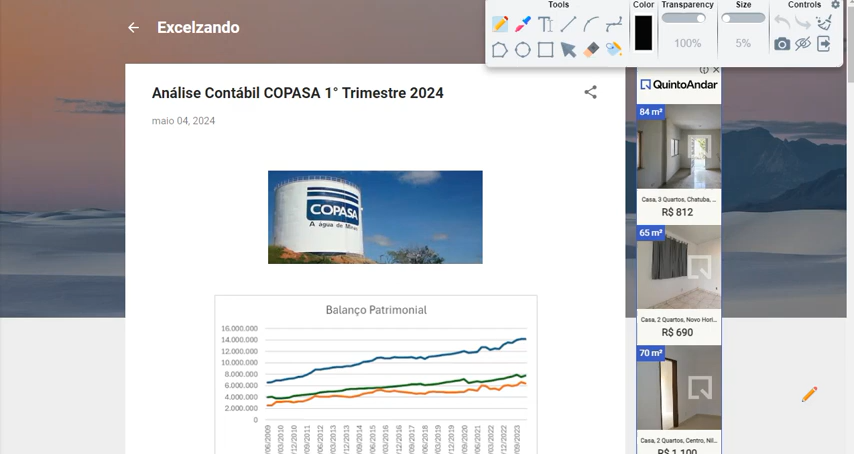 Excelzando
Tools
Color
Transparency
Size
Controls
100%
5%
Análise Contábil COPASA 1° Trimestre 2024
maio 04, 2024
COPASA
A água de Minas
Balanço Patrimonial
16.000.000
14.000.000
12.000.000
10.000.000
8.000.000
6.000.000
4.000.000
2.000.000
0
QuintoAndar
84 m²
Casa, 3 Quartos, Chatuba, ...
R$ 812
65 m²
Casa, 2 Quartos, Novo Hori...
R$ 690
70 m²
Casa, 2 Quartos, Centro, Nil...
R$ 1.100